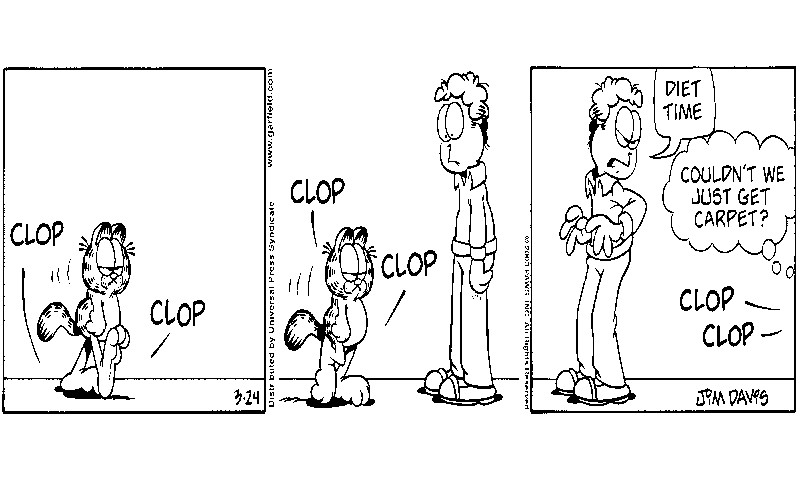 CLOP
CLOP
3·24
www.garfield.com
Distributed by Universal Press Syndicate
CLOP
CLOP
DIET
TIME
COULDN'T WE
JUST GET
CARPET?
CLOP
CLOP
JIM DAVIS